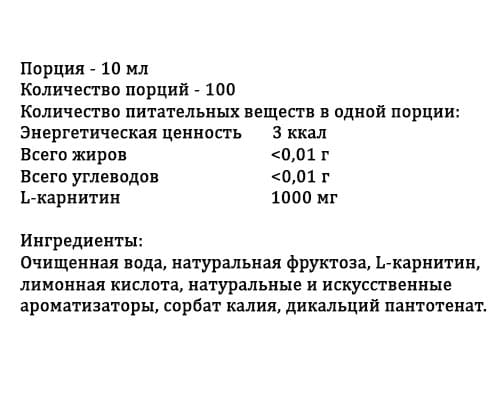 Порция - 10 мл
Количество порций - 100
Количество питательных веществ в одной порции:
Энергетическая ценность 3 ккал
Всего жиров <0,01 г
Всего углеводов <0,01 г
L-карнитин 1000 мг
Ингредиенты:
Очищенная вода, натуральная фруктоза, L-карнитин,
лимонная кислота, натуральные и искусственные
ароматизаторы, сорбат калия, дикальций пантотенат.